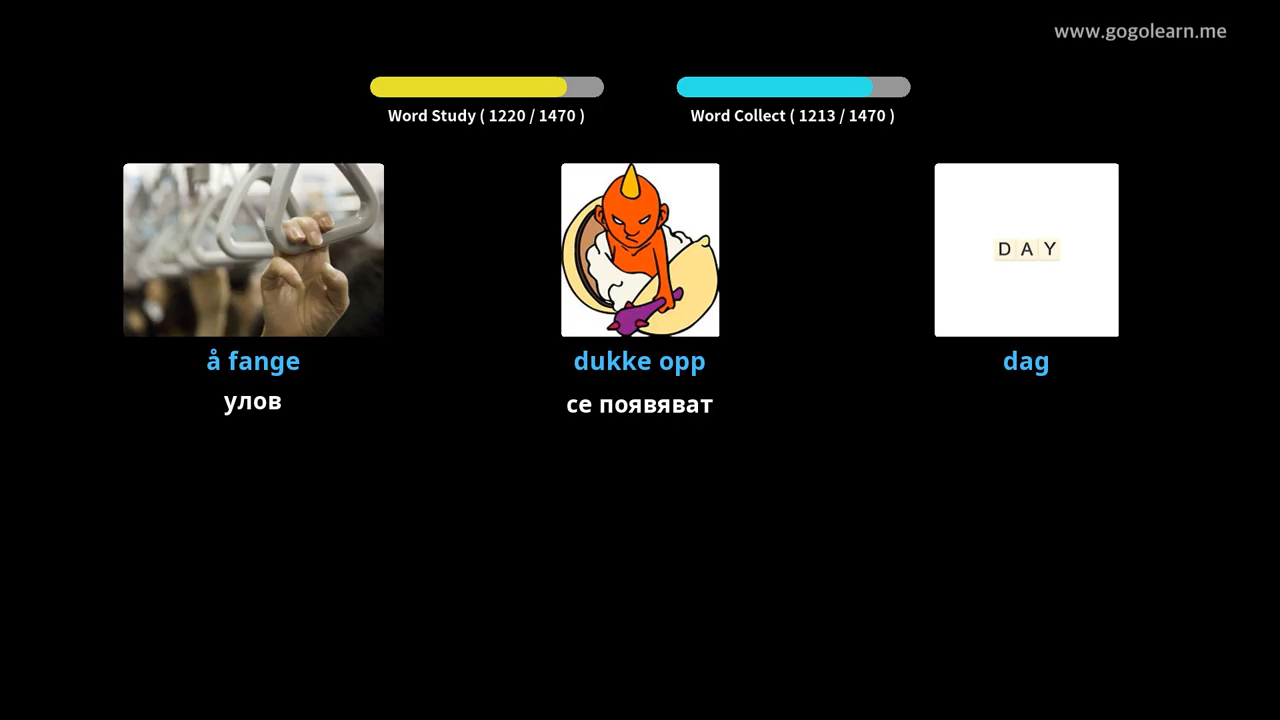 www.gogolearn.me
Word Study ( 1220 / 1470 )
Word Collect ( 1213 / 1470 )
DAY
å fange
dukke opp
dag
улов
се появяват